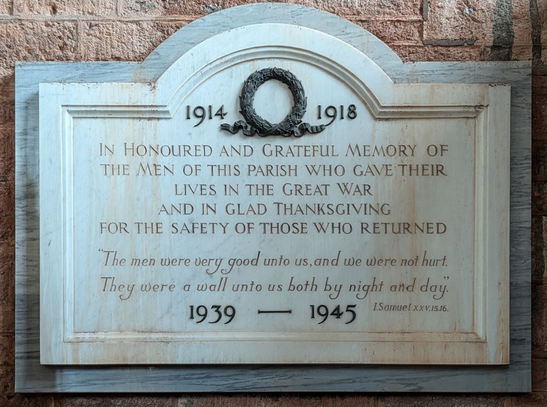 1914 1918
IN HONOURED AND GRATEFUL MEMORY OF
THE MEN OF THIS PARISH WHO GAVE THEIR
LIVES IN THE GREAT WAR
AND IN GLAD THANKSGIVING
FOR THE SAFETY OF THOSE WHO RETURNED
"The men were very good unto us, and we were not hurt.
They were a wall unto us both by night and day."
I Samuel XXV. 15.16.
1939 — 1945